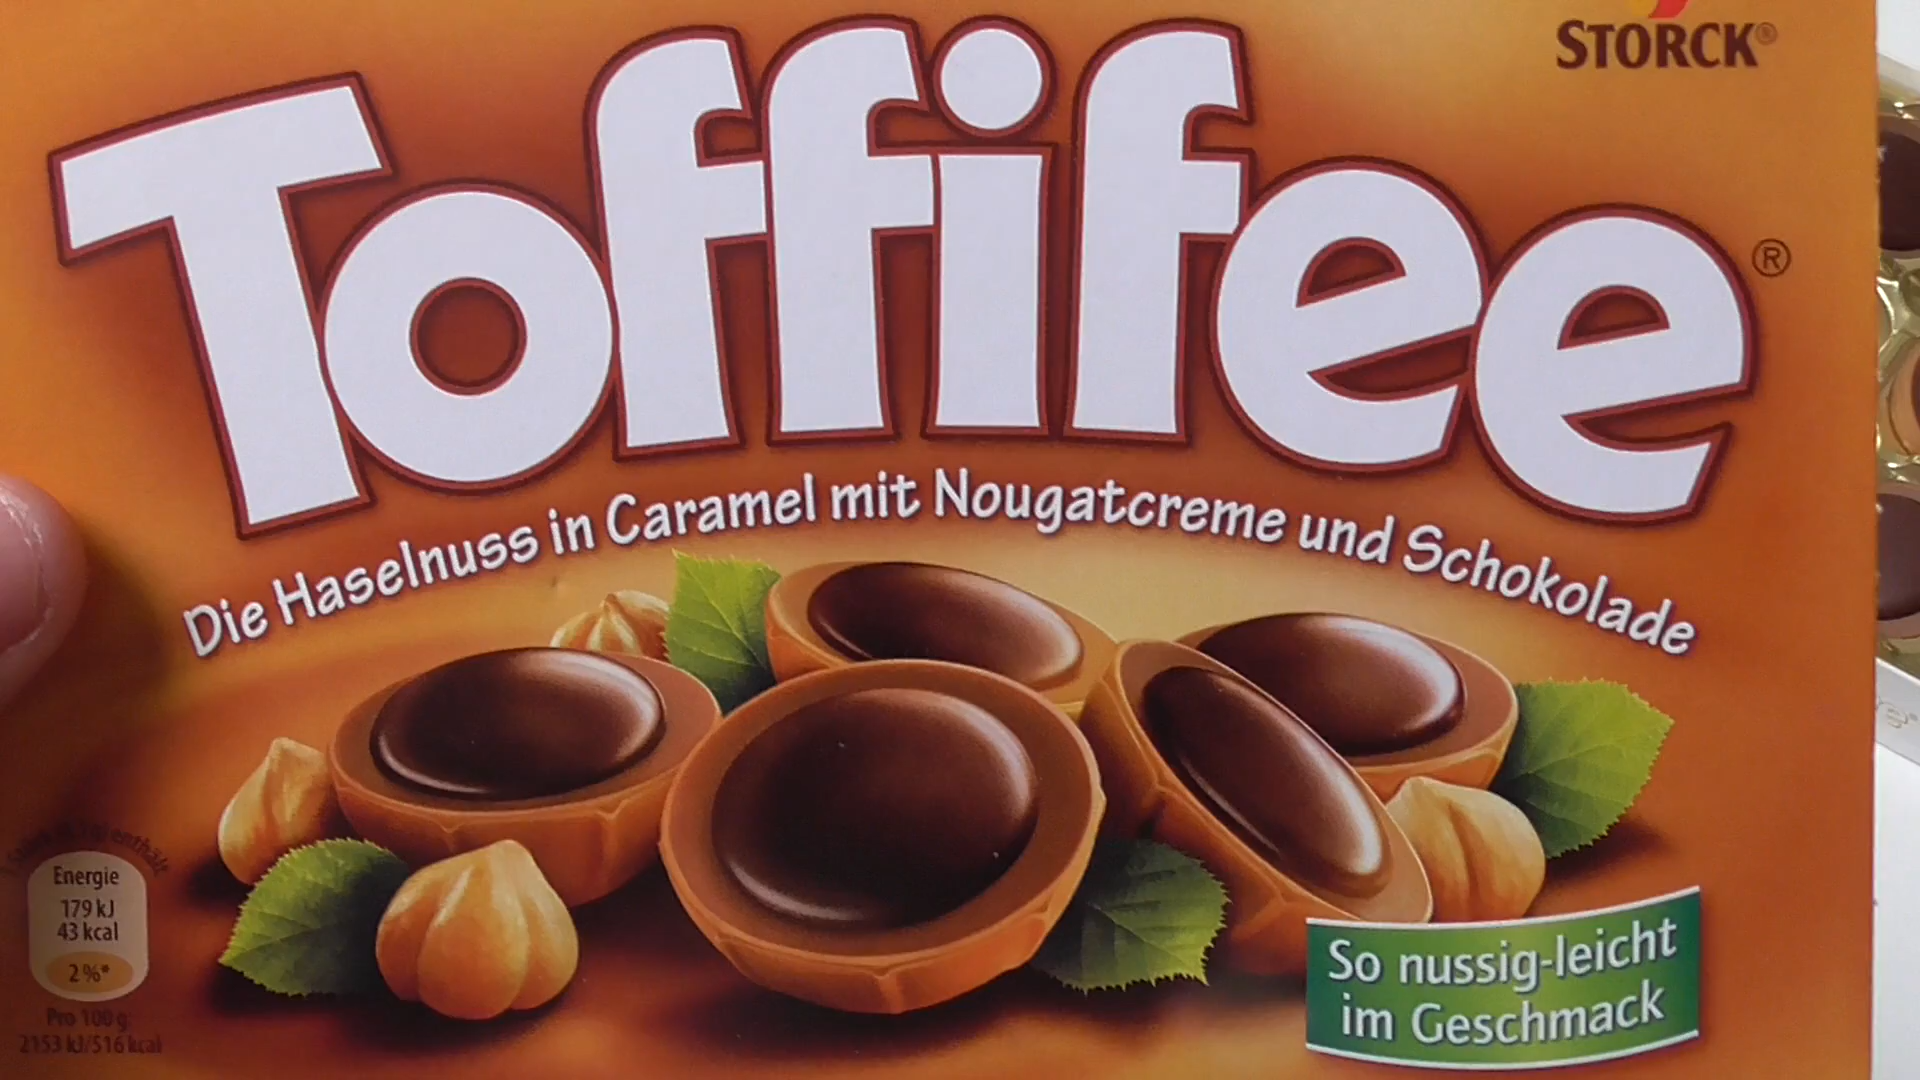 STORCK®
Toffifee®
Die Haselnuss in Caramel mit Nougatcreme und Schokolade
enthält
Energie
179 kJ
43 kcal
2%*
Pro 100 g
2153 kJ/516 kcal
So nussig-leicht
im Geschmack